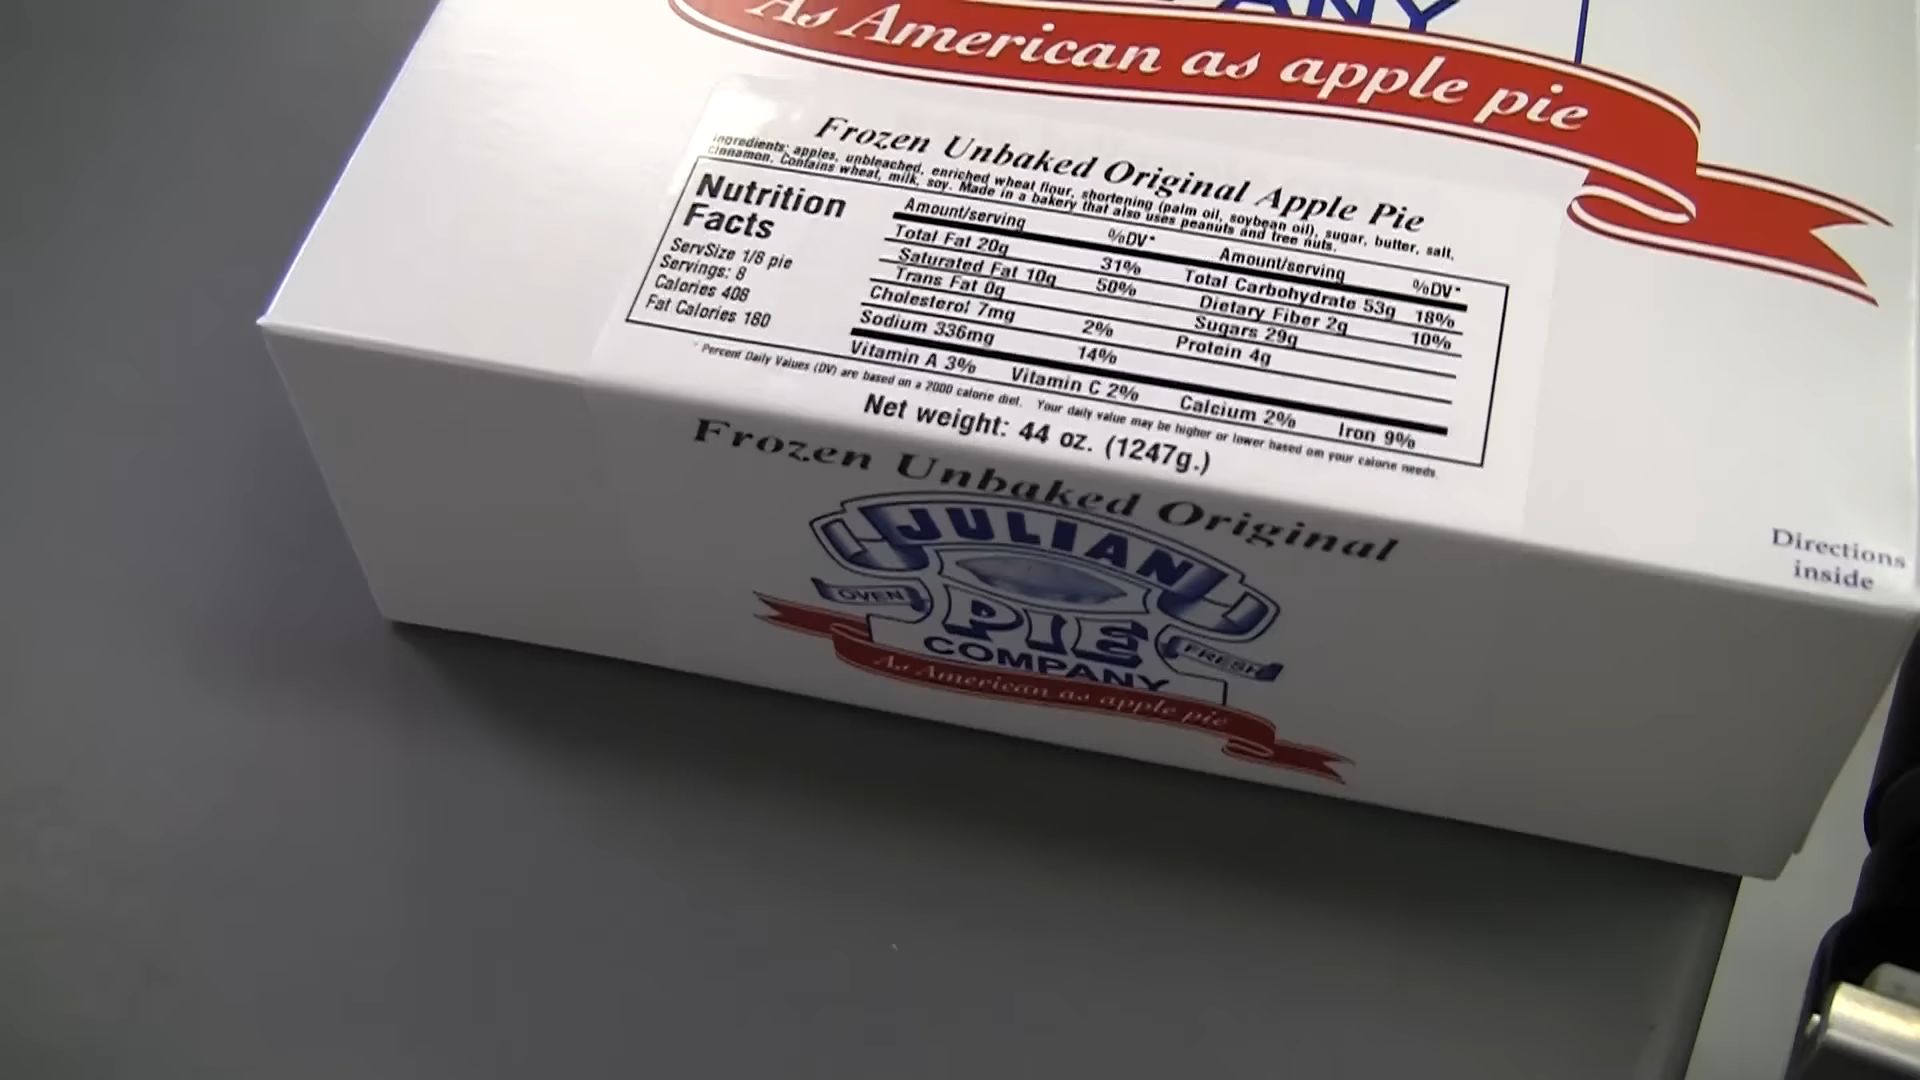 ANY
As American as apple pie
Frozen Unbaked Original Apple Pie
Ingredients: apples, unbleached, enriched wheat flour, shortening (palm oil, soybean oil), sugar, butter, salt,
cinnamon. Contains wheat, milk, soy. Made in a bakery that also uses peanuts and tree nuts.
Nutrition
Facts
ServSize 1/8 pie
Servings: 8
Calories 408
Fat Calories 180
Amount/serving %DV*
Total Fat 20g 31%
Saturated Fat 10g 50%
Trans Fat 0g
Cholesterol 7mg 2%
Sodium 336mg 14%
Amount/serving %DV*
Total Carbohydrate 53g 18%
Dietary Fiber 2g 10%
Sugars 29g
Protein 4g
Vitamin A 3% Vitamin C 2% Calcium 2% Iron 9%
* Percent Daily Values (DV) are based on a 2000 calorie diet. Your daily value may be higher or lower based om your calorie needs.
Net weight: 44 oz. (1247g.)
Directions
inside
Frozen Unbaked Original
JULIAN
OVEN PIE FRESH
COMPANY
As American as apple pie